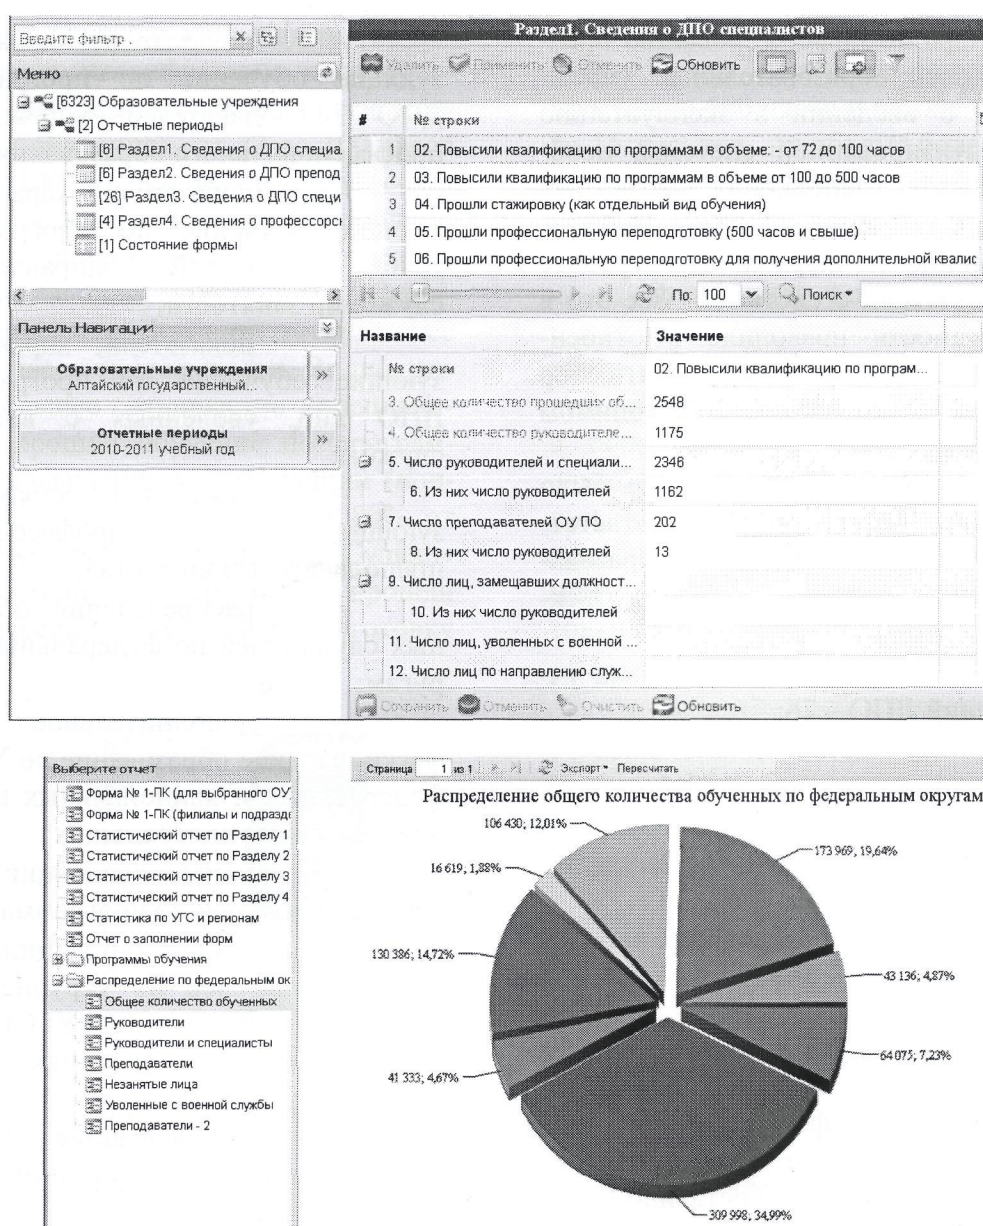 Введите фильтр .
Меню
[6323] Образовательные учреждения
[2] Отчетные периоды
[6] Раздел1. Сведения о ДПО специа
[6] Раздел2. Сведения о ДПО препод
[26] Раздел3. Сведения о ДПО специ
[4] Раздел4. Сведения о профессорс
[1] Состояние формы
Панель Навигации
Образовательные учреждения
Алтайский государственный...
Отчетные периоды
2010-2011 учебный год
Раздел1. Сведения о ДПО специалистов
Удалить Применить Отменить Обновить
# № строки
1 02. Повысили квалификацию по программам в объеме: - от 72 до 100 часов
2 03. Повысили квалификацию по программам в объеме от 100 до 500 часов
3 04. Прошли стажировку (как отдельный вид обучения)
4 05. Прошли профессиональную переподготовку (500 часов и свыше)
5 06. Прошли профессиональную переподготовку для получения дополнительной квалис
По: 100 Поиск
Название Значение
№ строки 02. Повысили квалификацию по програм...
3. Общее количество прошедших об... 2548
4. Общее количество руководителе... 1175
5. Число руководителей и специали... 2346
6. Из них число руководителей 1162
7. Число преподавателей ОУ ПО 202
8. Из них число руководителей 13
9. Число лиц, замещавших должност...
10. Из них число руководителей
11. Число лиц, уволенных с военной ...
12. Число лиц по направлению служ...
Сохранить Отменить Очистить Обновить
Выберите отчет
Форма № 1-ПК (для выбранного ОУ
Форма № 1-ПК (филиалы и подразде
Статистический отчет по Разделу 1
Статистический отчет по Разделу 2
Статистический отчет по Разделу 3
Статистический отчет по Разделу 4
Статистика по УГС и регионам
Отчет о заполнении форм
Программы обучения
Распределение по федеральным ок
Общее количество обученных
Руководители
Руководители и специалисты
Преподаватели
Незанятые лица
Уволенные с военной службы
Преподаватели - 2
Страница 1 из 1 Экспорт Пересчитать
Распределение общего количества обученных по федеральным округам
106 430; 12,01%
173 969; 19,64%
16 619; 1,88%
130 386; 14,72%
43 136; 4,87%
64 075; 7,23%
41 333; 4,67%
309 998; 34,99%